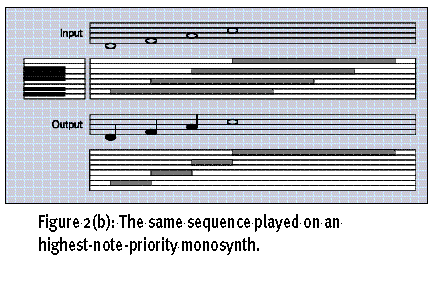 Input
Output
Figure 2(b): The same sequence played on an
highest-note-priority monosynth.